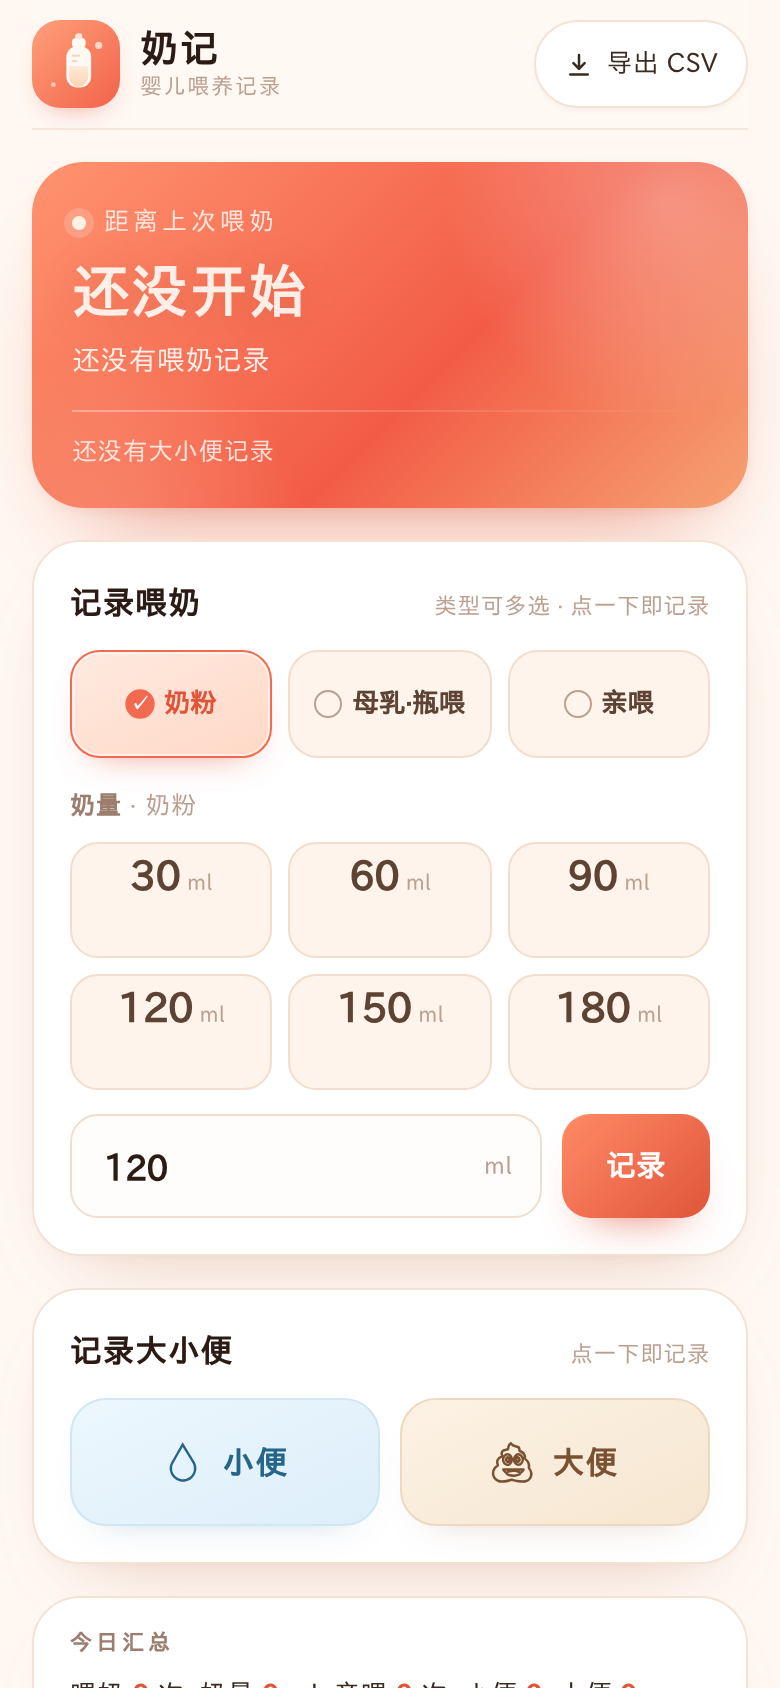 奶记
婴儿喂养记录
导出 CSV
距离上次喂奶
还没开始
还没有喂奶记录
还没有大小便记录
记录喂奶
类型可多选 · 点一下即记录
奶粉
母乳·瓶喂
亲喂
奶量 · 奶粉
30 ml
60 ml
90 ml
120 ml
150 ml
180 ml
120 ml
记录
记录大小便
点一下即记录
小便
大便
今日汇总